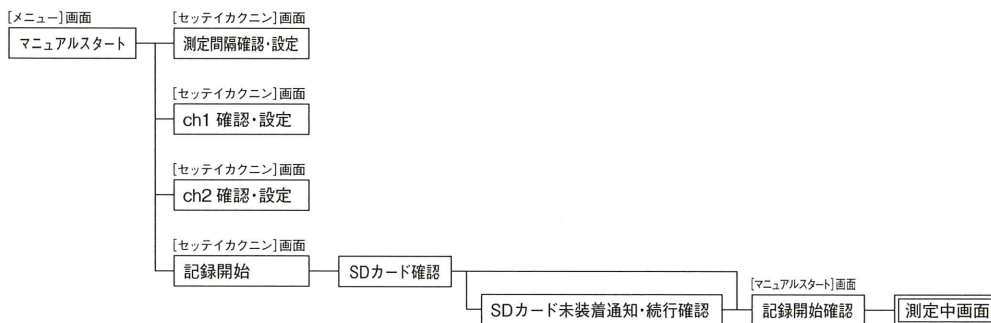 [メニュー]画面
マニュアルスタート
[セッテイカクニン]画面
測定間隔確認・設定
[セッテイカクニン]画面
ch1 確認・設定
[セッテイカクニン]画面
ch2 確認・設定
[セッテイカクニン]画面
記録開始
SDカード確認
SDカード未装着通知・続行確認
[マニュアルスタート]画面
記録開始確認
測定中画面